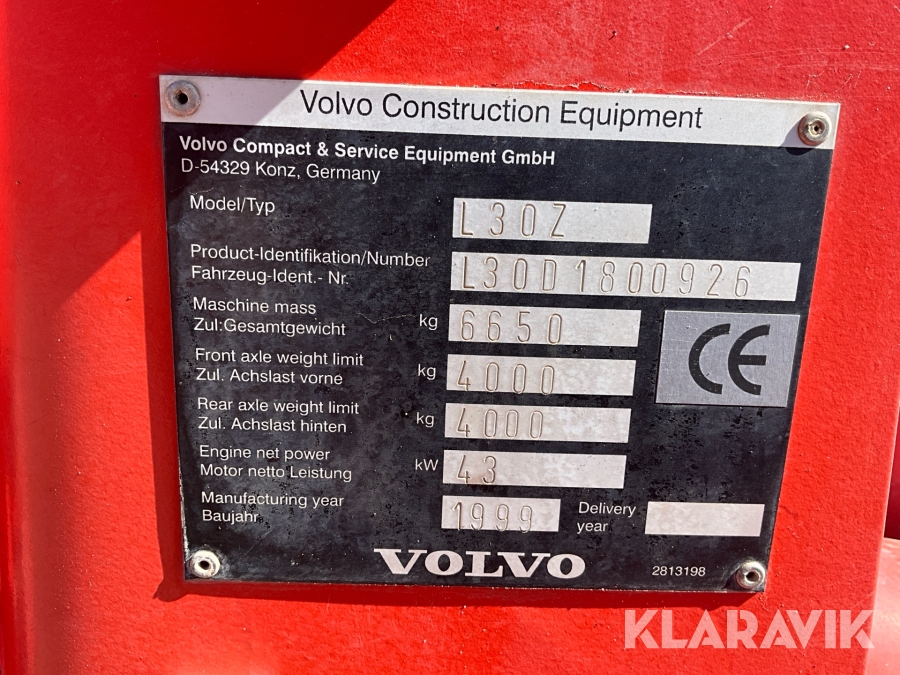 Volvo Construction Equipment
Volvo Compact & Service Equipment GmbH
D-54329 Konz, Germany
Model/Typ L30Z
Product-Identifikation/Number
Fahrzeug-Ident.- Nr. L30D1800926
Maschine mass
Zul:Gesamtgewicht kg 6650
CE
Front axle weight limit
Zul. Achslast vorne kg 4000
Rear axle weight limit
Zul. Achslast hinten kg 4000
Engine net power
Motor netto Leistung kW 43
Manufacturing year
Baujahr 1999
Delivery
year
VOLVO
2813198
KLARAVIK